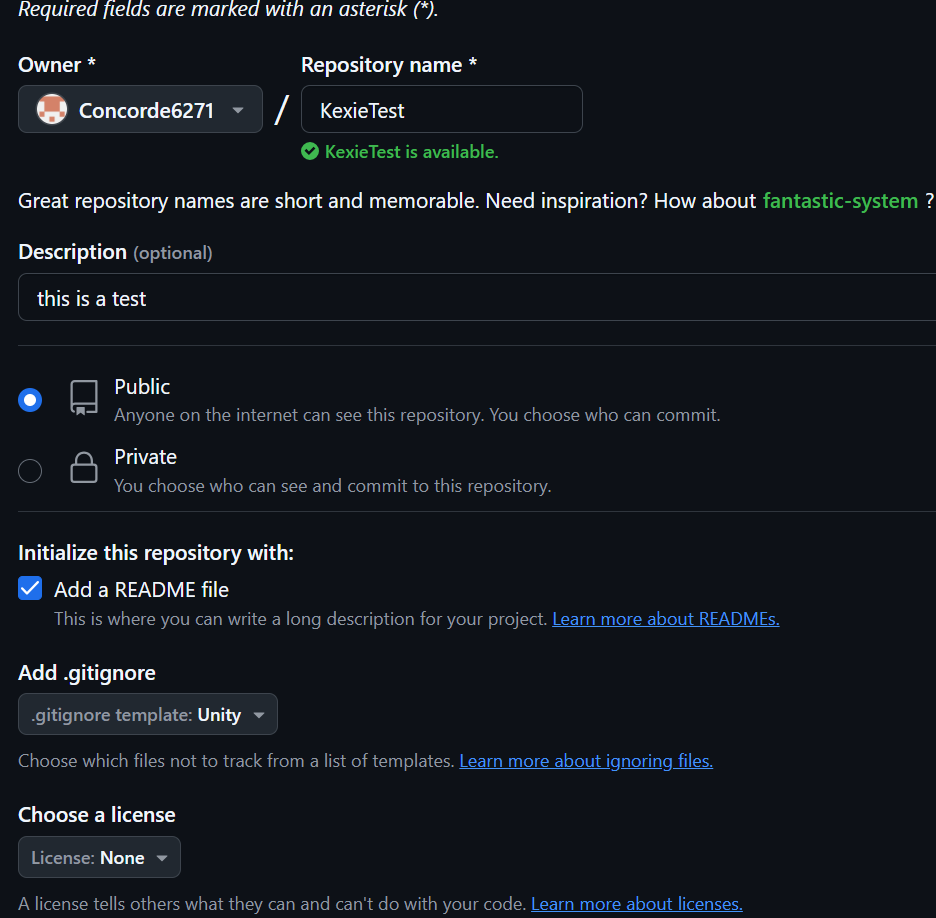 Required fields are marked with an asterisk (*).
Owner *
Repository name *
Concorde6271
/
KexieTest
KexieTest is available.
Great repository names are short and memorable. Need inspiration? How about fantastic-system ?
Description (optional)
this is a test
Public
Anyone on the internet can see this repository. You choose who can commit.
Private
You choose who can see and commit to this repository.
Initialize this repository with:
Add a README file
This is where you can write a long description for your project. Learn more about READMEs.
Add .gitignore
.gitignore template: Unity
Choose which files not to track from a list of templates. Learn more about ignoring files.
Choose a license
License: None
A license tells others what they can and can't do with your code. Learn more about licenses.